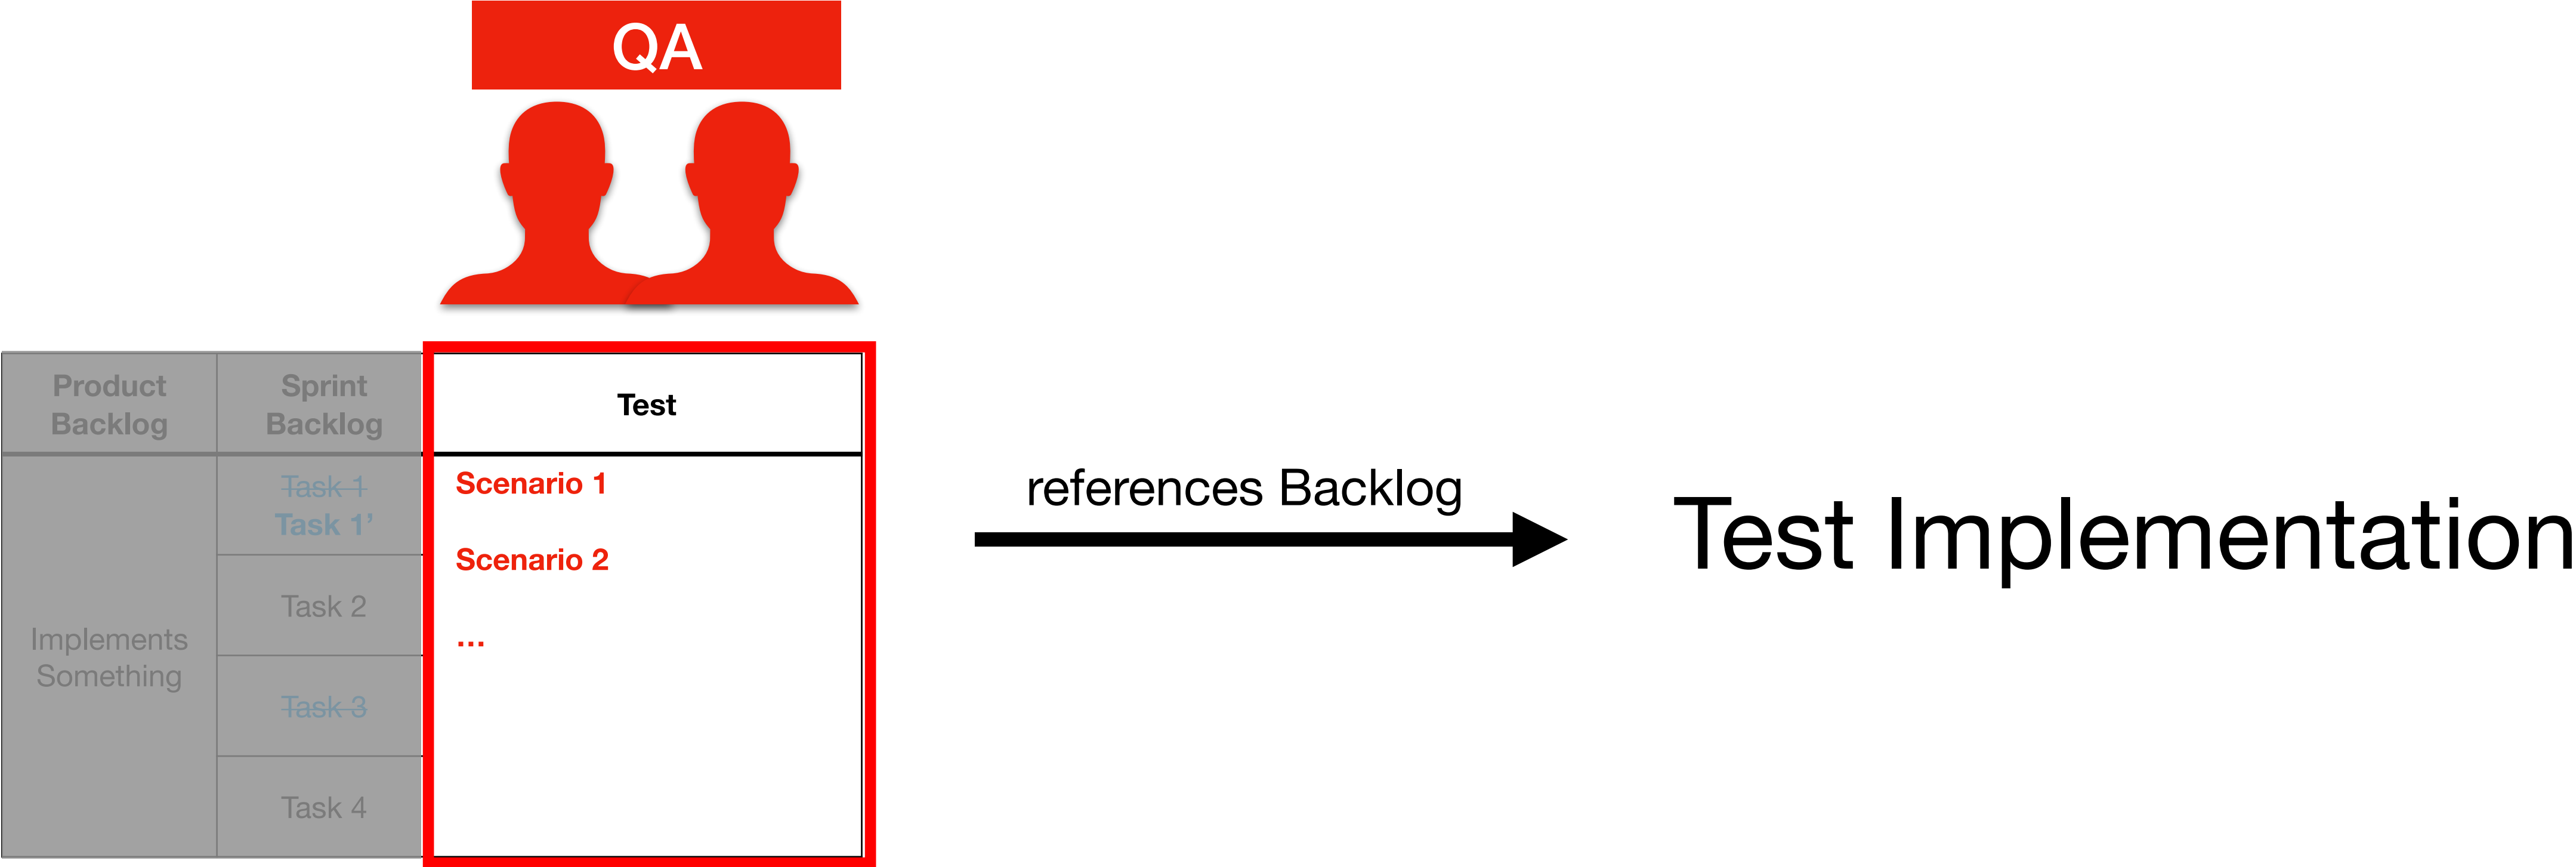 QA
Product
Backlog
Sprint
Backlog
Test
Implements
Something
Task 1
Task 1’
Task 2
Task 3
Task 4
Scenario 1
Scenario 2
...
references Backlog
Test Implementation